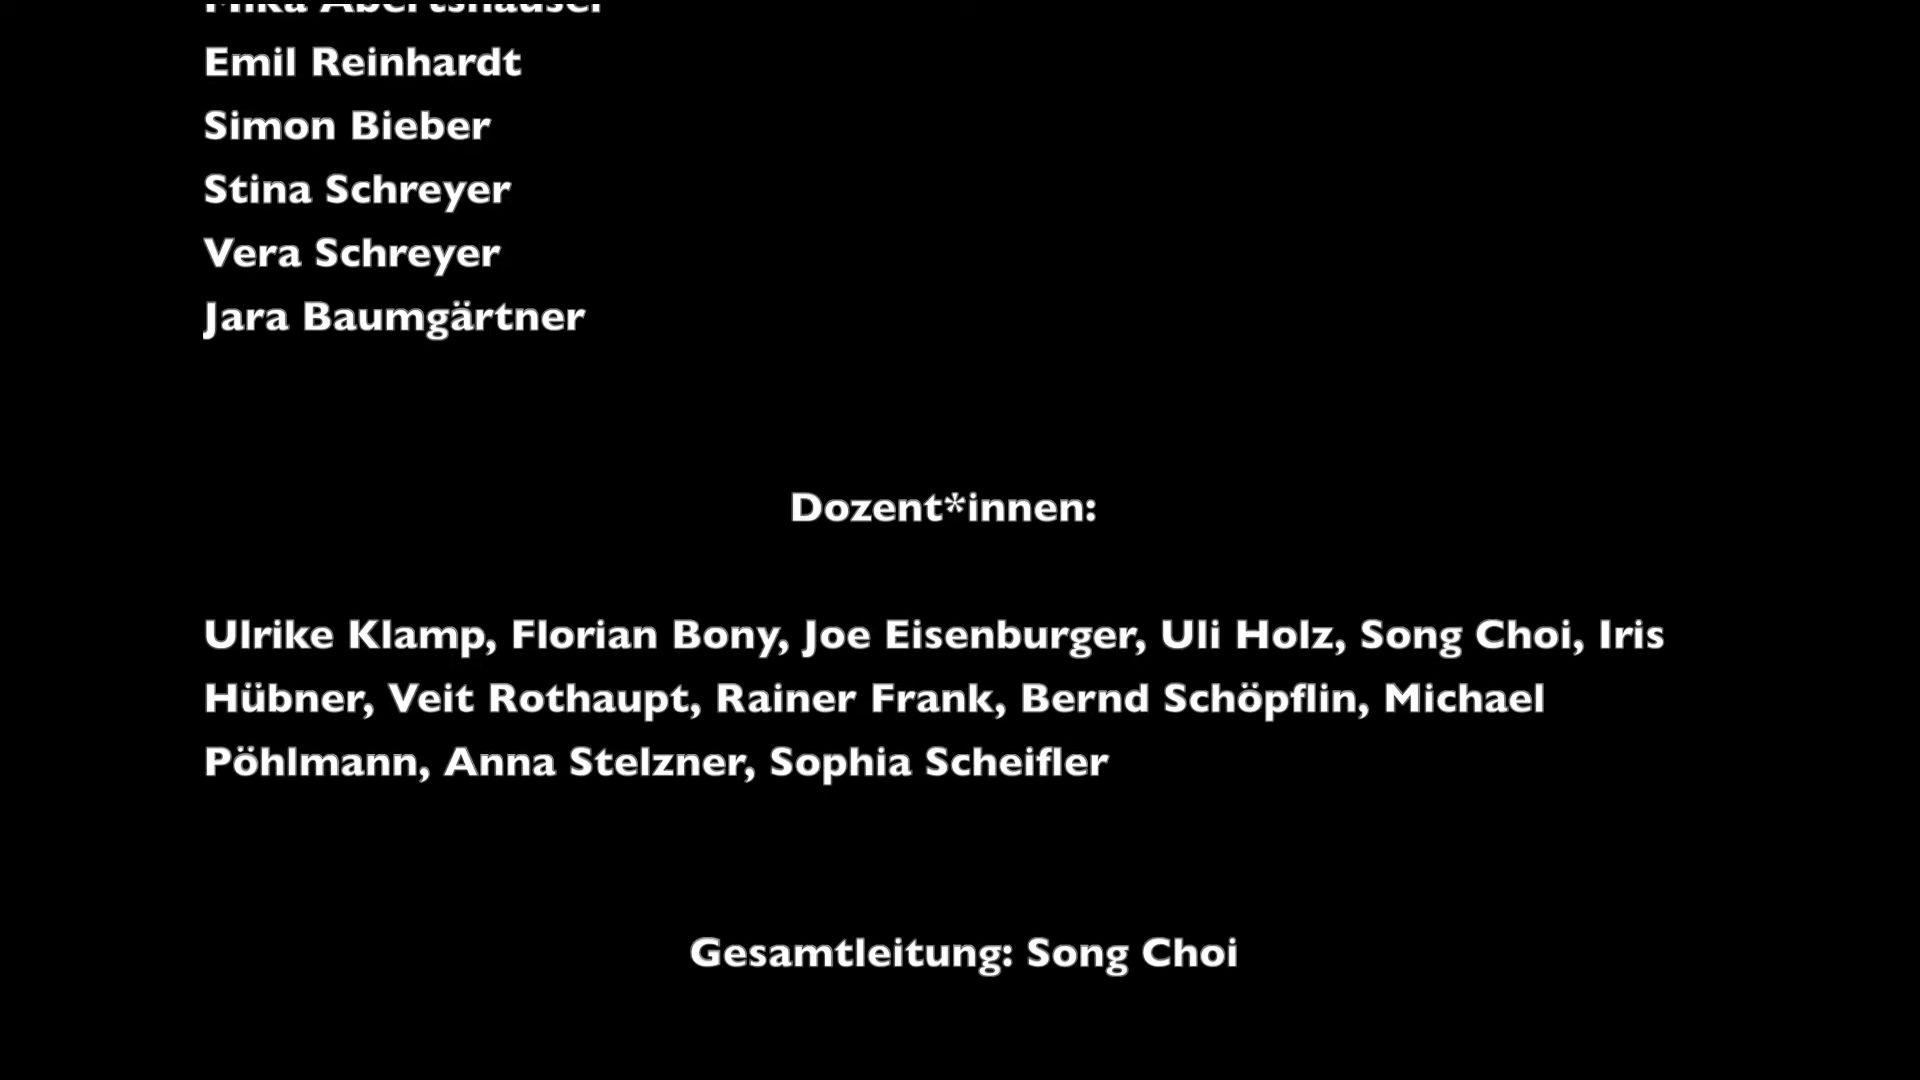 Emil Reinhardt
Simon Bieber
Stina Schreyer
Vera Schreyer
Jara Baumgärtner
Dozent*innen:
Ulrike Klamp, Florian Bony, Joe Eisenburger, Uli Holz, Song Choi, Iris
Hübner, Veit Rothaupt, Rainer Frank, Bernd Schöpflin, Michael
Pöhlmann, Anna Stelzner, Sophia Scheifler
Gesamtleitung: Song Choi